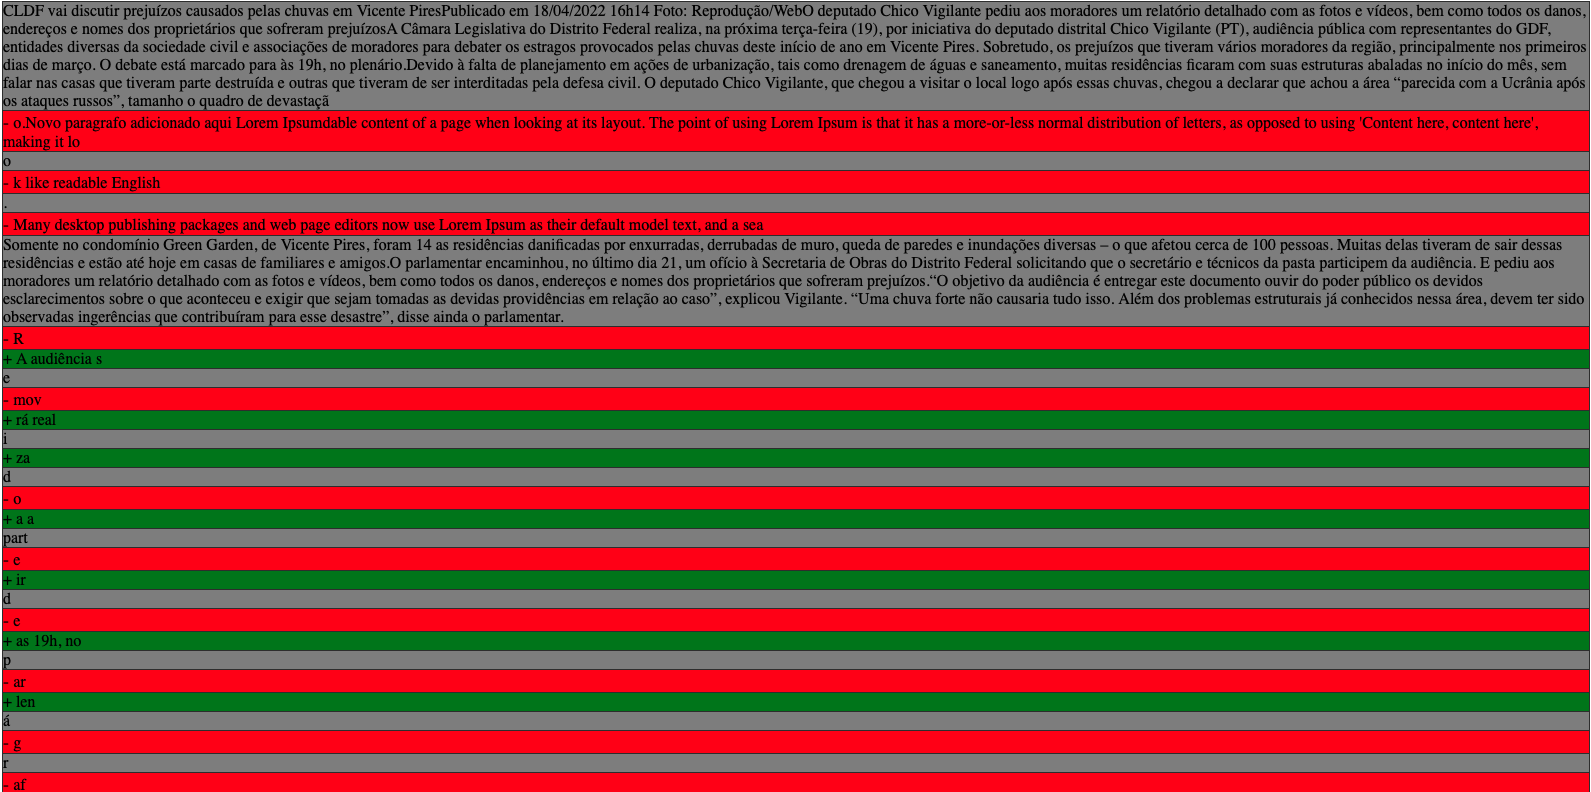 CLDF vai discutir prejuízos causados pelas chuvas em Vicente PiresPublicado em 18/04/2022 16h14 Foto: Reprodução/WebO deputado Chico Vigilante pediu aos moradores um relatório detalhado com as fotos e vídeos, bem como todos os danos,
endereços e nomes dos proprietários que sofreram prejuízosA Câmara Legislativa do Distrito Federal realiza, na próxima terça-feira (19), por iniciativa do deputado distrital Chico Vigilante (PT), audiência pública com representantes do GDF,
entidades diversas da sociedade civil e associações de moradores para debater os estragos provocados pelas chuvas deste início de ano em Vicente Pires. Sobretudo, os prejuízos que tiveram vários moradores da região, principalmente nos primeiros
dias de março. O debate está marcado para às 19h, no plenário.Devido à falta de planejamento em ações de urbanização, tais como drenagem de águas e saneamento, muitas residências ficaram com suas estruturas abaladas no início do mês, sem
falar nas casas que tiveram parte destruída e outras que tiveram de ser interditadas pela defesa civil. O deputado Chico Vigilante, que chegou a visitar o local logo após essas chuvas, chegou a declarar que achou a área “parecida com a Ucrânia após
os ataques russos”, tamanho o quadro de devastaçã
- o.Novo paragrafo adicionado aqui Lorem Ipsumdable content of a page when looking at its layout. The point of using Lorem Ipsum is that it has a more-or-less normal distribution of letters, as opposed to using 'Content here, content here',
making it lo
o
- k like readable English
.
- Many desktop publishing packages and web page editors now use Lorem Ipsum as their default model text, and a sea
Somente no condomínio Green Garden, de Vicente Pires, foram 14 as residências danificadas por enxurradas, derrubadas de muro, queda de paredes e inundações diversas – o que afetou cerca de 100 pessoas. Muitas delas tiveram de sair dessas
residências e estão até hoje em casas de familiares e amigos.O parlamentar encaminhou, no último dia 21, um ofício à Secretaria de Obras do Distrito Federal solicitando que o secretário e técnicos da pasta participem da audiência. E pediu aos
moradores um relatório detalhado com as fotos e vídeos, bem como todos os danos, endereços e nomes dos proprietários que sofreram prejuízos.“O objetivo da audiência é entregar este documento ouvir do poder público os devidos
esclarecimentos sobre o que aconteceu e exigir que sejam tomadas as devidas providências em relação ao caso”, explicou Vigilante. “Uma chuva forte não causaria tudo isso. Além dos problemas estruturais já conhecidos nessa área, devem ter sido
observadas ingerências que contribuíram para esse desastre”, disse ainda o parlamentar.
- R
+ A audiência s
e
- mov
+ rá real
i
+ za
d
- o
+ a a
part
- e
+ ir
d
- e
+ as 19h, no
p
- ar
+ len
á
- g
r
- af